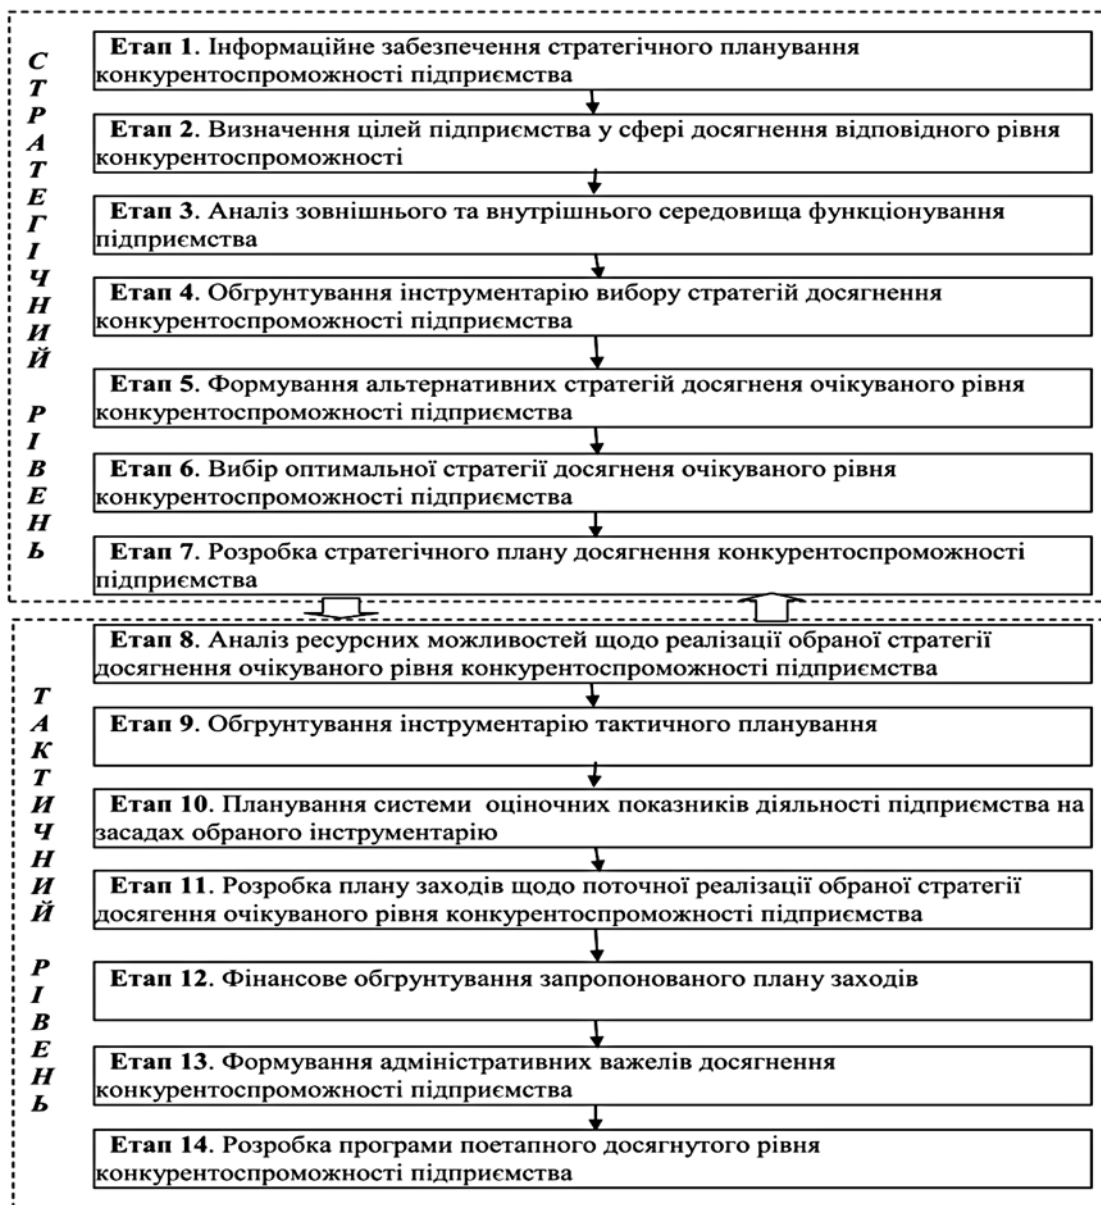 СТРАТЕГІЧНИЙ РІВЕНЬ
Етап 1. Інформаційне забезпечення стратегічного планування
конкурентоспроможності підприємства
Етап 2. Визначення цілей підприємства у сфері досягнення відповідного рівня
конкурентоспроможності
Етап 3. Аналіз зовнішнього та внутрішнього середовища функціонування
підприємства
Етап 4. Обгрунтування інструментарію вибору стратегій досягнення
конкурентоспроможності підприємства
Етап 5. Формування альтернативних стратегій досягненя очікуваного рівня
конкурентоспроможності підприємства
Етап 6. Вибір оптимальної стратегії досягненя очікуваного рівня
конкурентоспроможності підприємства
Етап 7. Розробка стратегічного плану досягнення конкурентоспроможності
підприємства
ТАКТИЧНИЙ РІВЕНЬ
Етап 8. Аналіз ресурсних можливостей щодо реалізації обраної стратегії
досягнення очікуваного рівня конкурентоспроможності підприємства
Етап 9. Обгрунтування інструментарію тактичного планування
Етап 10. Планування системи оціночних показників діяльності підприємства на
засадах обраного інструментарію
Етап 11. Розробка плану заходів щодо поточної реалізації обраної стратегії
досягення очікуваного рівня конкурентоспроможності підприємства
Етап 12. Фінансове обгрунтування запропонованого плану заходів
Етап 13. Формування адміністративних важелів досягнення
конкурентоспроможності підприємства
Етап 14. Розробка програми поетапного досягнутого рівня
конкурентоспроможності підприємства